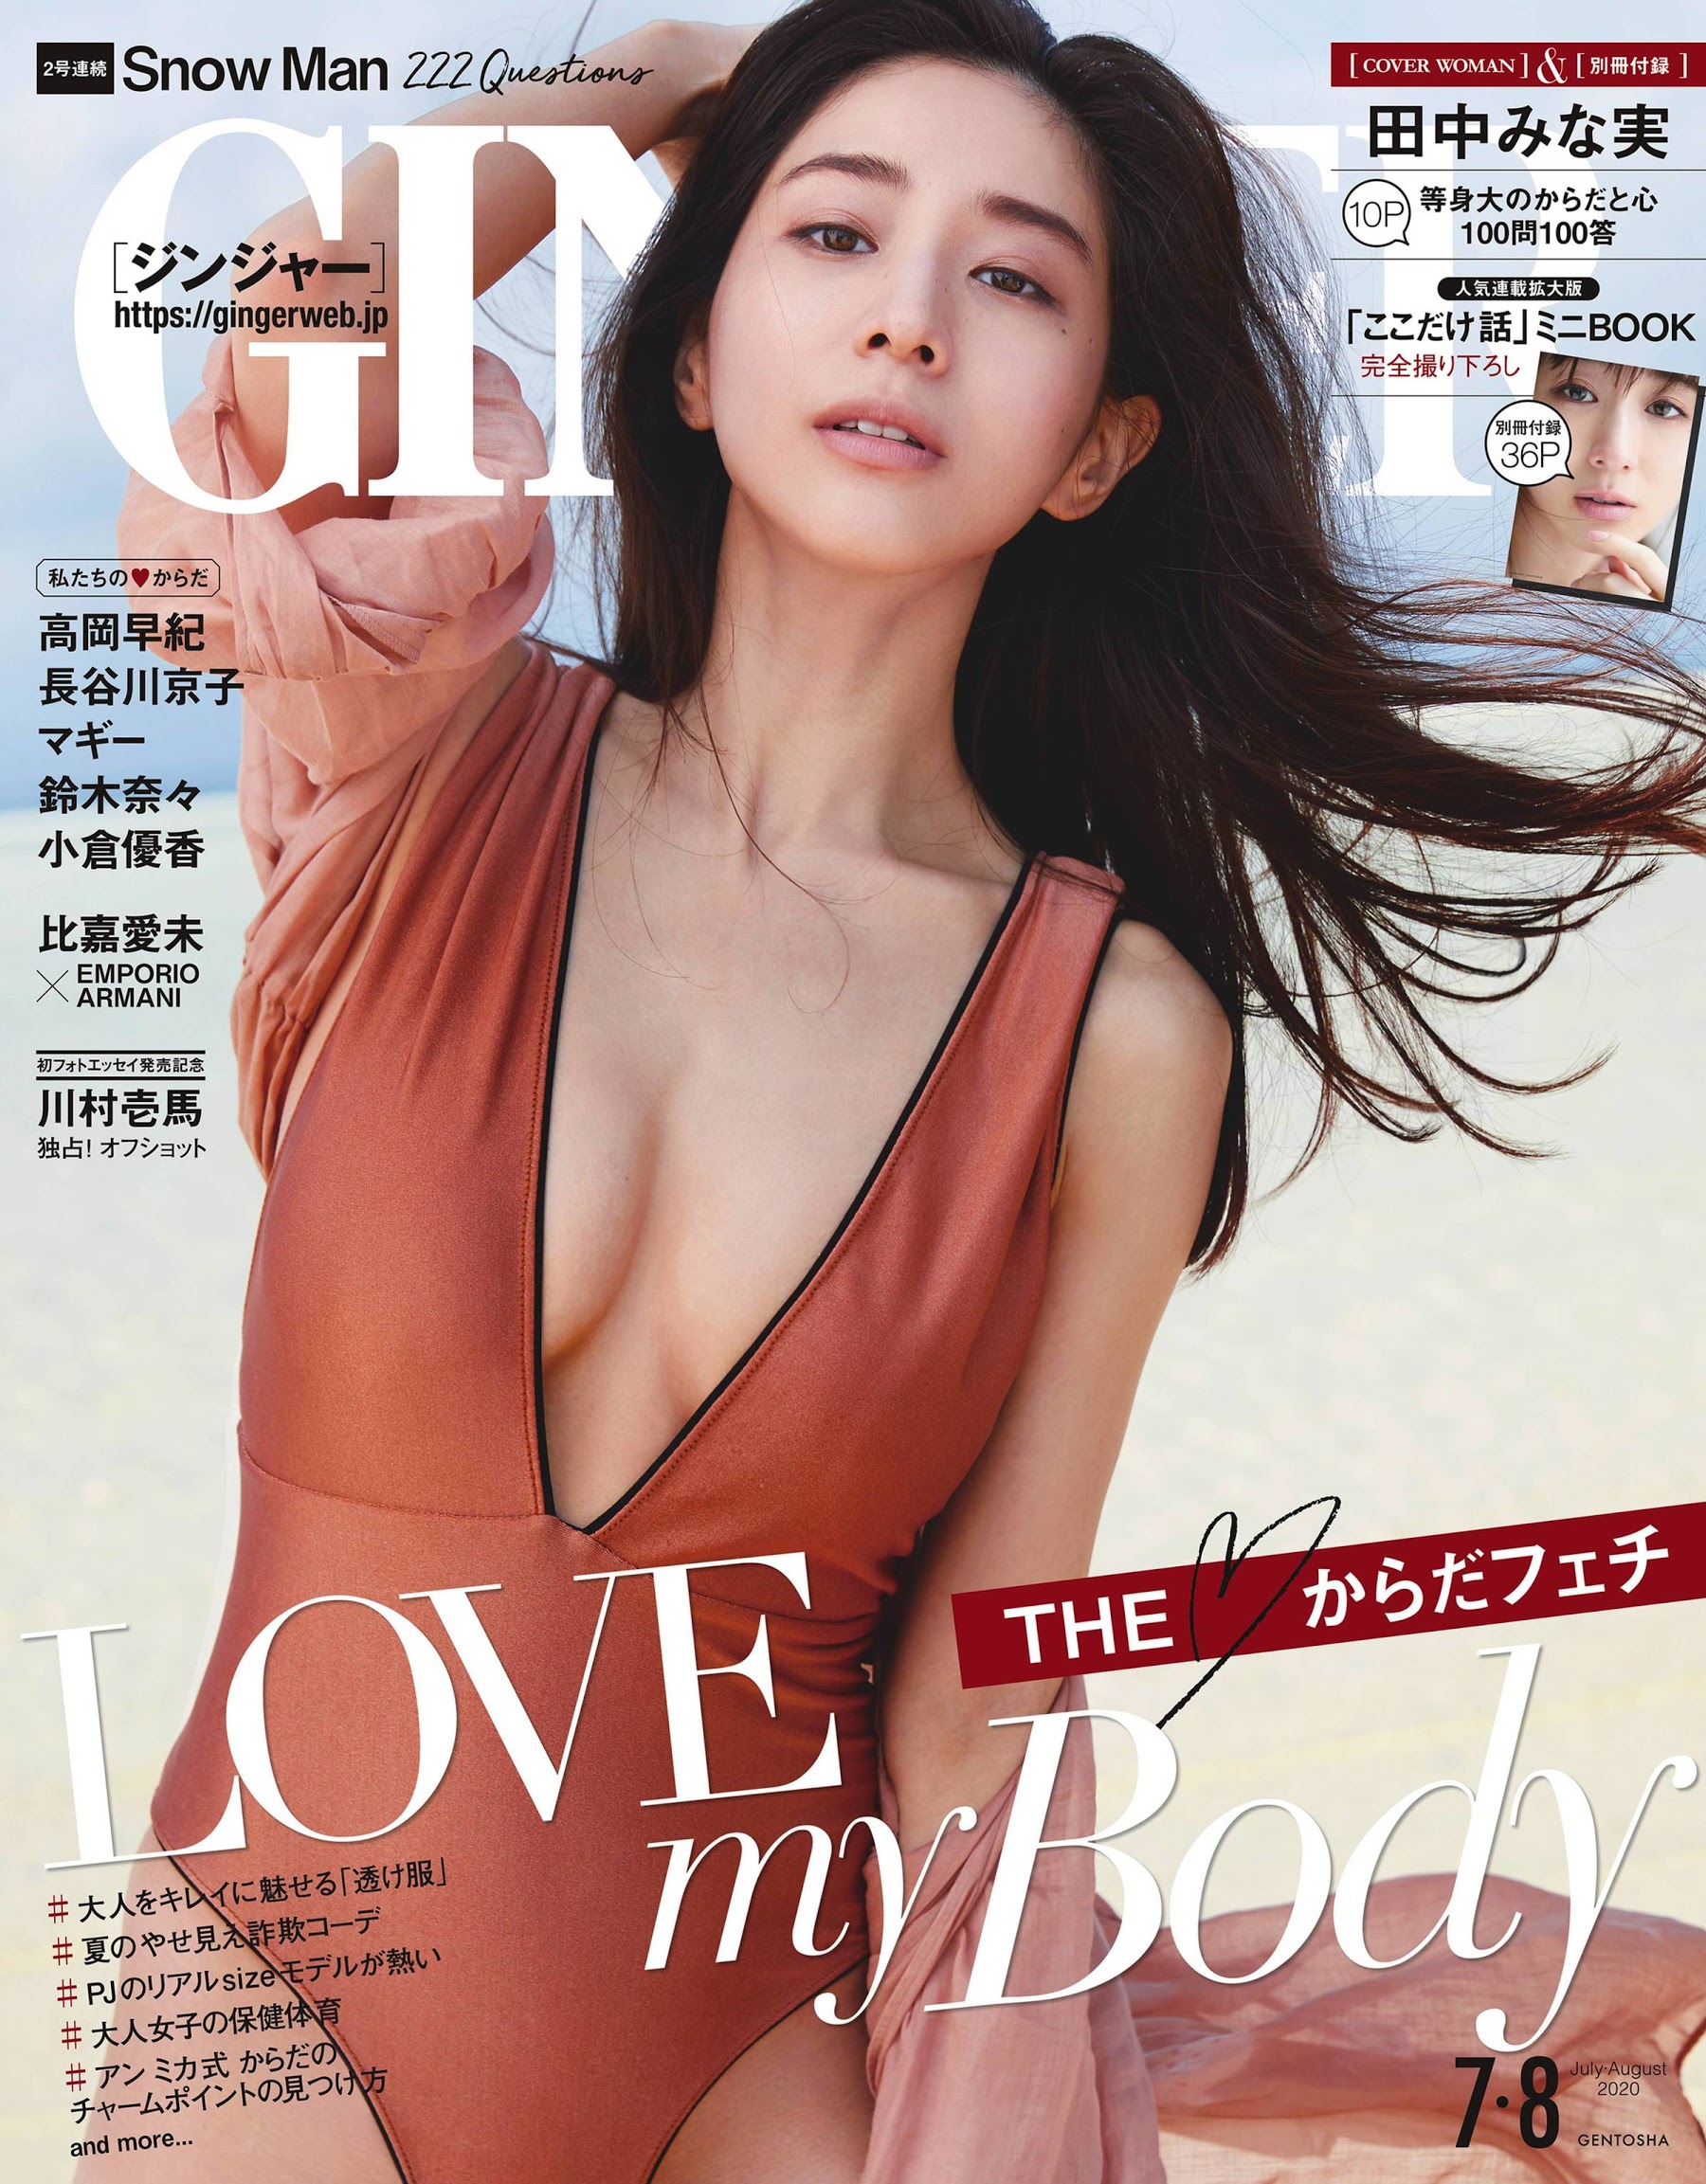 2号連続 Snow Man 222 Questions
GINGER
[ジンジャー]
https://gingerweb.jp
[COVER WOMAN] & [別冊付録]
田中みな実
10P 等身大のからだと心
100問100答
人気連載拡大版
「ここだけ話」ミニBOOK
完全撮り下ろし
別冊付録
36P
私たちの♥からだ
高岡早紀
長谷川京子
マギー
鈴木奈々
小倉優香
比嘉愛未
×EMPORIO
ARMANI
初フォトエッセイ発売記念
川村壱馬
独占! オフショット
THE♡からだフェチ
LOVE
my Body
#大人をキレイに魅せる「透け服」
#夏のやせ見え詐欺コーデ
#PJのリアルsizeモデルが熱い
#大人女子の保健体育
#アン ミカ式 からだの
チャームポイントの見つけ方
and more...
7・8 July・August
2020
GENTOSHA